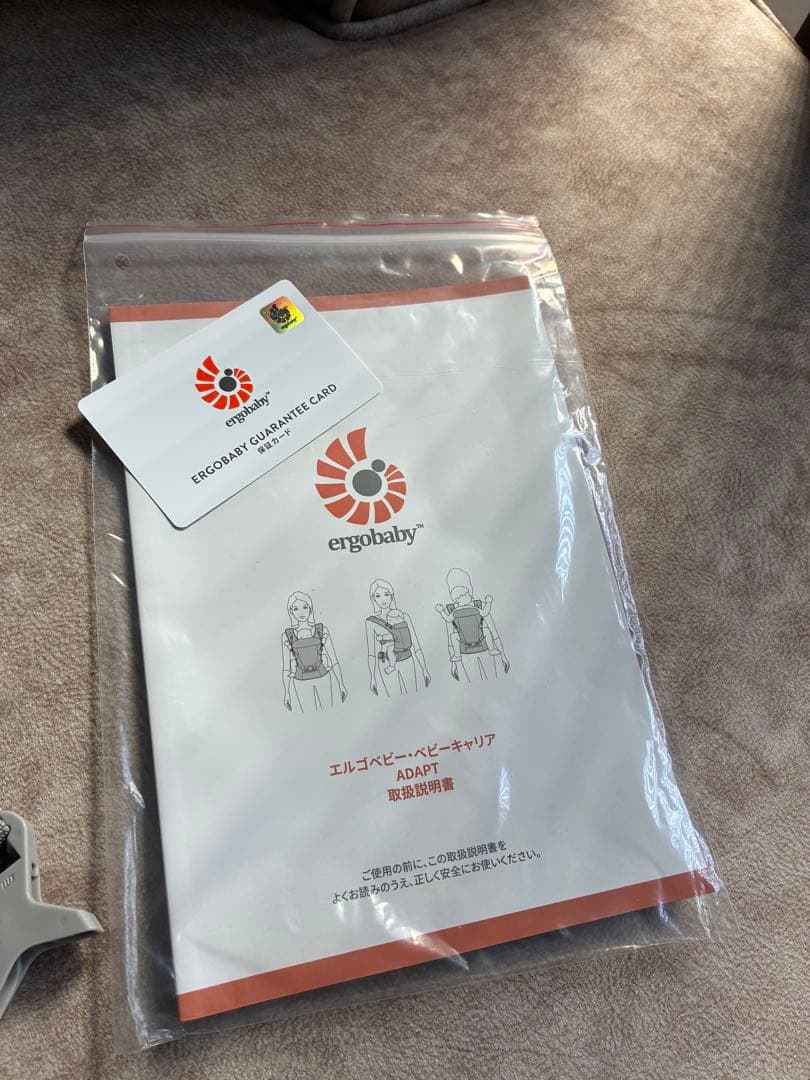 ergobaby
ergobaby™
ERGOBABY GUARANTEE CARD
保証カード
ergobaby™
エルゴベビー・ベビーキャリア
ADAPT
取扱説明書
ご使用の前に、この取扱説明書を
よくお読みのうえ、正しく安全にお使いください。